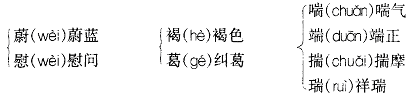 蔚(wèi)蔚蓝
慰(wèi)慰问
褐(hè)褐色
葛(gé)纠葛
喘(chuǎn)喘气
端(duān)端正
揣(chuǎi)揣摩
瑞(ruì)祥瑞